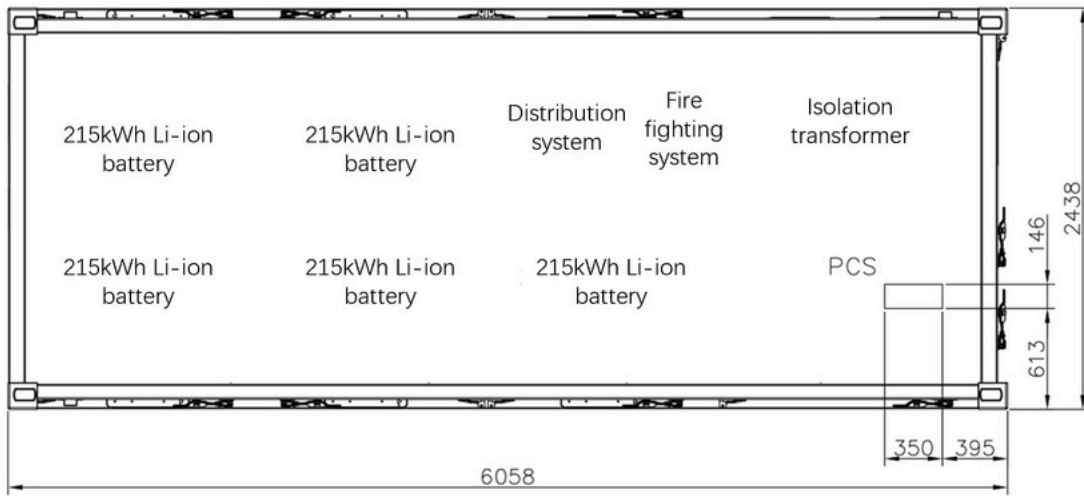 215kWh Li-ion
battery
215kWh Li-ion
battery
Distribution
system
Fire
fighting
system
Isolation
transformer
215kWh Li-ion
battery
215kWh Li-ion
battery
215kWh Li-ion
battery
PCS
146
2438
613
350
395
6058